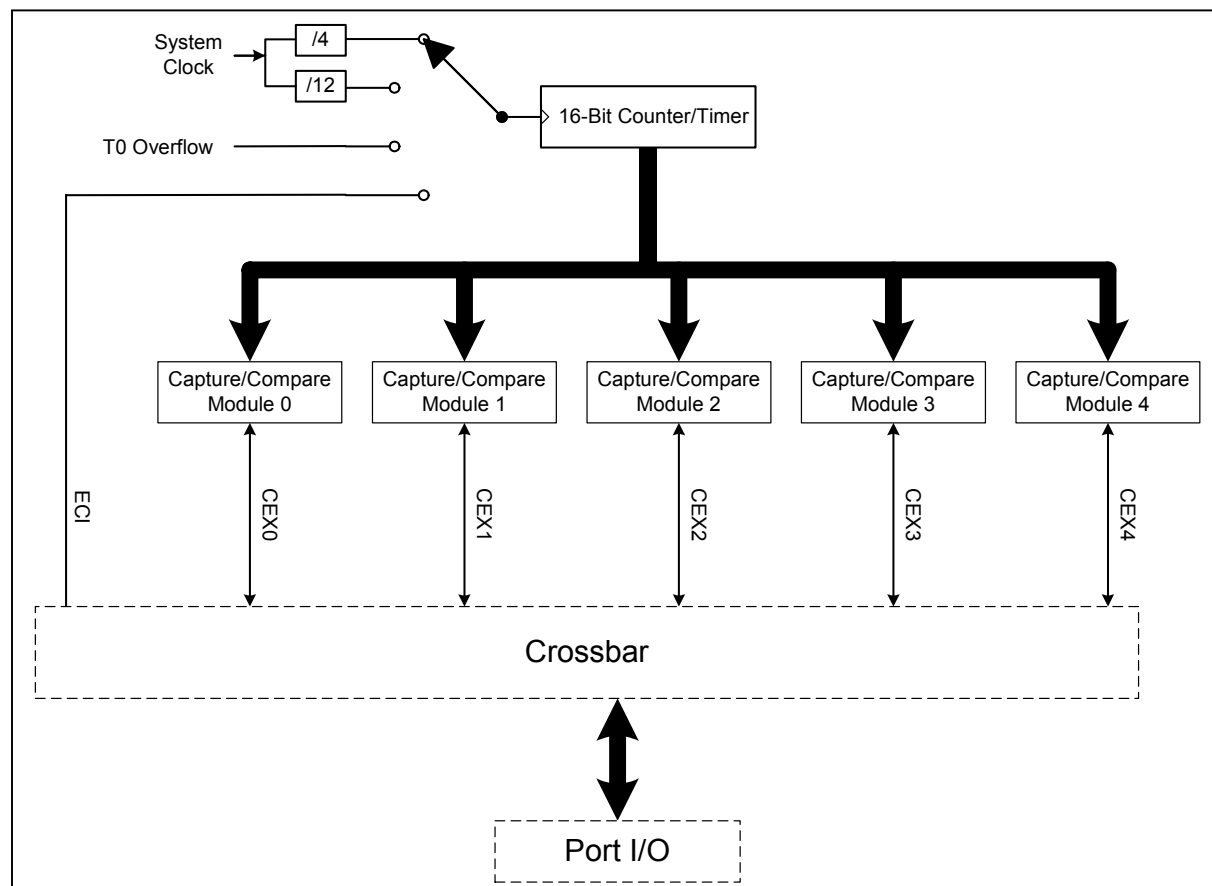 System
Clock
/4
/12
16-Bit Counter/Timer
T0 Overflow
Capture/Compare
Module 0
Capture/Compare
Module 1
Capture/Compare
Module 2
Capture/Compare
Module 3
Capture/Compare
Module 4
ECI
CEX0
CEX1
CEX2
CEX3
CEX4
Crossbar
Port I/O